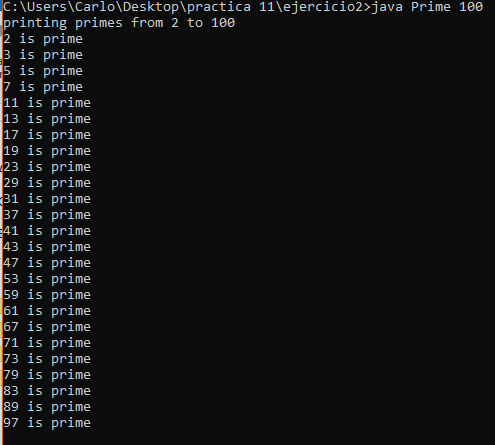 C:\Users\Carlo\Desktop\practica 11\ejercicio2>java Prime 100
printing primes from 2 to 100
2 is prime
3 is prime
5 is prime
7 is prime
11 is prime
13 is prime
17 is prime
19 is prime
23 is prime
29 is prime
31 is prime
37 is prime
41 is prime
43 is prime
47 is prime
53 is prime
59 is prime
61 is prime
67 is prime
71 is prime
73 is prime
79 is prime
83 is prime
89 is prime
97 is prime